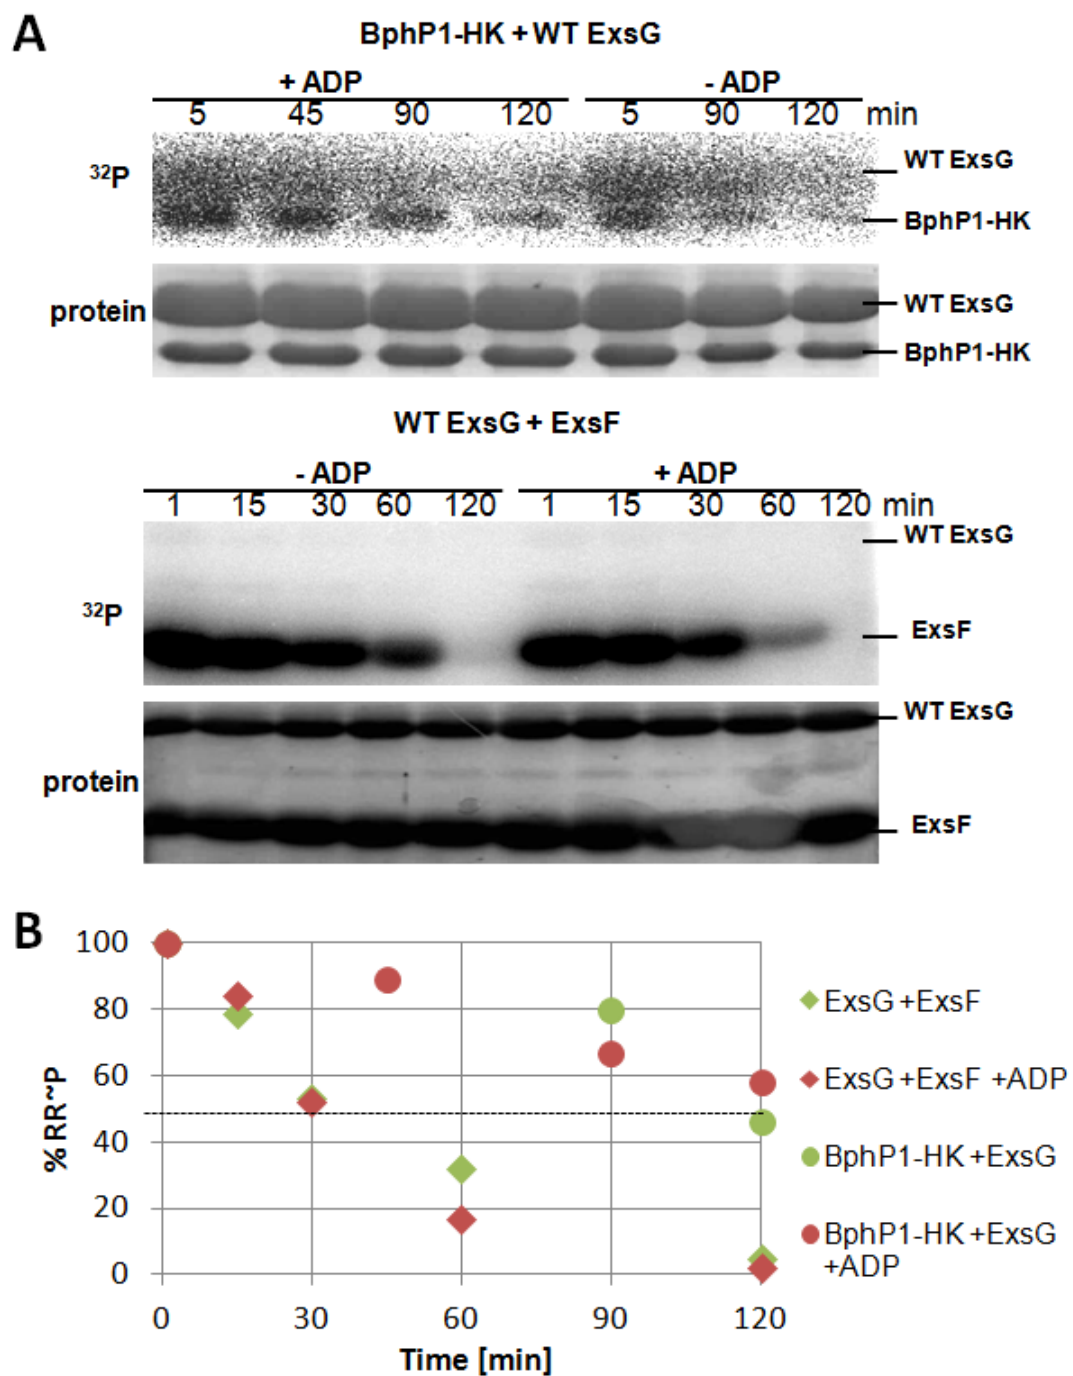 A
BphP1-HK + WT ExsG
+ ADP - ADP
5 45 90 120 5 90 120 min
32P
WT ExsG
BphP1-HK
protein
WT ExsG
BphP1-HK
WT ExsG + ExsF
- ADP + ADP
1 15 30 60 120 1 15 30 60 120 min
WT ExsG
32P
ExsF
WT ExsG
protein
ExsF
B
%RR~P
100
80
60
40
20
0
0 30 60 90 120
Time [min]
ExsG +ExsF
ExsG +ExsF +ADP
BphP1-HK +ExsG
BphP1-HK +ExsG
+ADP